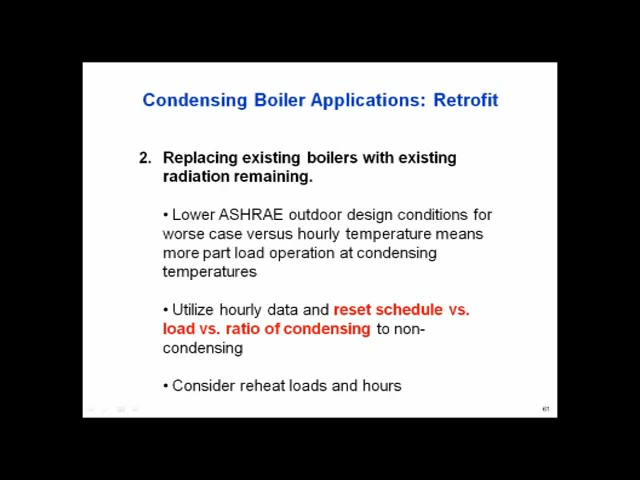 Condensing Boiler Applications: Retrofit
2. Replacing existing boilers with existing
radiation remaining.
• Lower ASHRAE outdoor design conditions for
worse case versus hourly temperature means
more part load operation at condensing
temperatures
• Utilize hourly data and reset schedule vs.
load vs. ratio of condensing to non-
condensing
• Consider reheat loads and hours
61